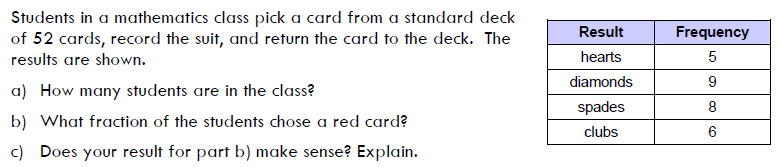 Students in a mathematics class pick a card from a standard deck
of 52 cards, record the suit, and return the card to the deck. The
results are shown.
a) How many students are in the class?
b) What fraction of the students chose a red card?
c) Does your result for part b) make sense? Explain.
Result Frequency
hearts 5
diamonds 9
spades 8
clubs 6